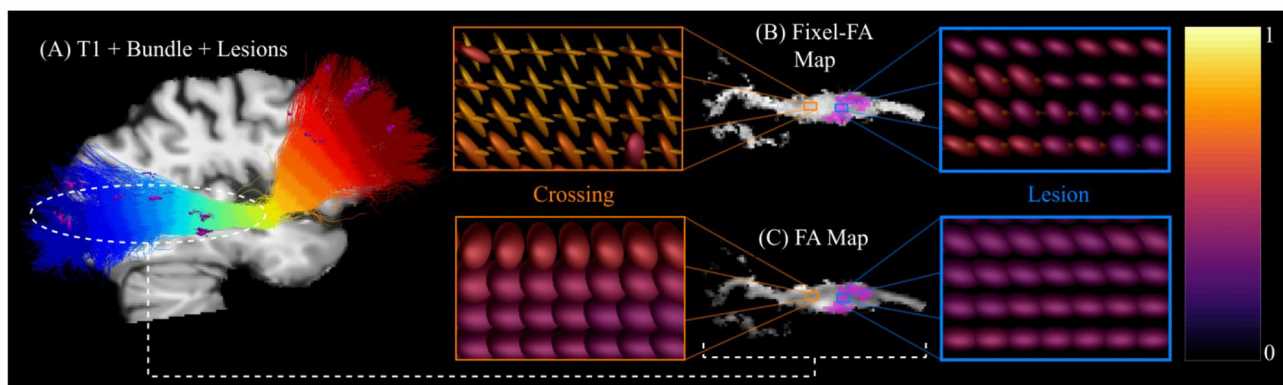 (A) T1 + Bundle + Lesions
(B) Fixel-FA
Map
Crossing
Lesion
(C) FA Map
1
0